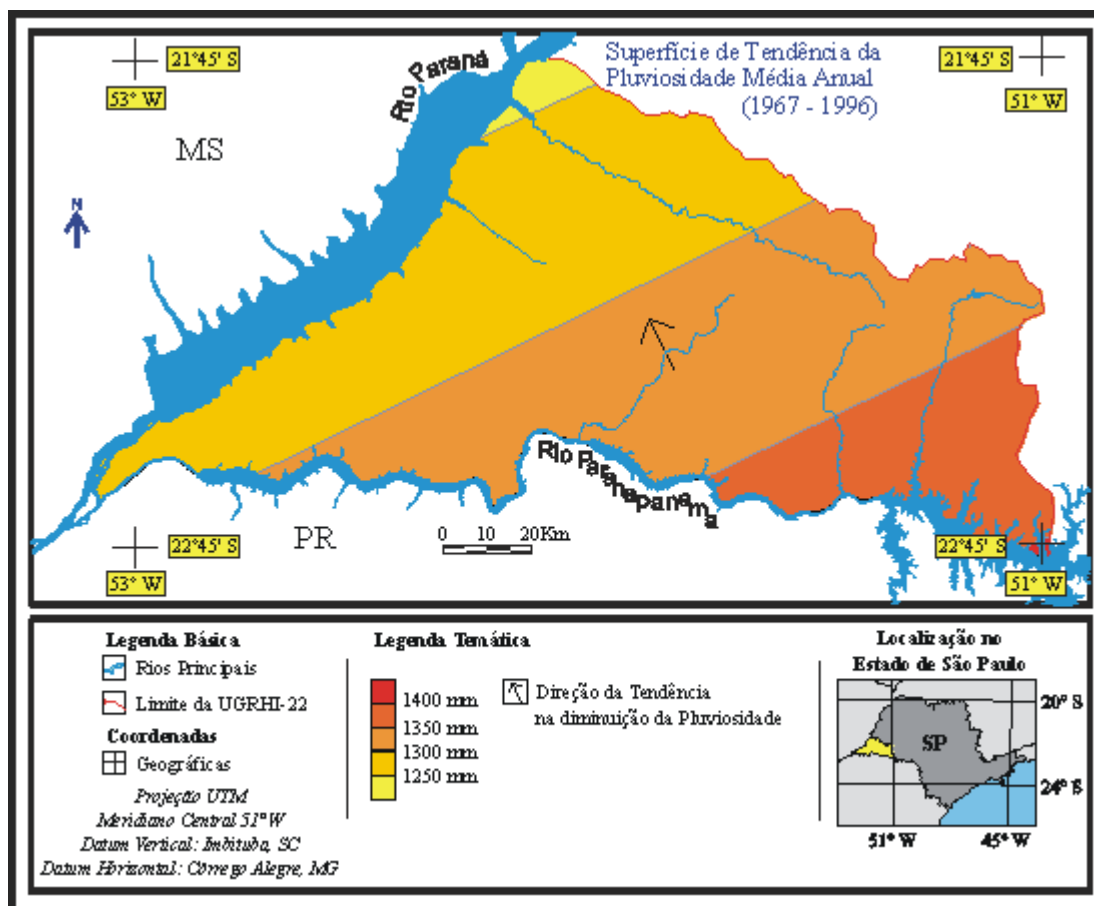 21°45' S
53° W
Rio Paraná
Superfície de Tendência da
Pluviosidade Média Anual
(1967 - 1996)
21°45' S
51° W
MS
N
Rio Paranapanema
PR
0 10 20Km
22°45' S
53° W
22°45' S
51° W
Legenda Básica
Rios Principais
Limite da UGRHI-22
Coordenadas
Geográficas
Projeção UTM
Meridiano Central 51° W
Datum Vertical: Imbituba, SC
Datum Horizontal: Córrego Alegre, MG
Legenda Temática
1400 mm
1350 mm
1300 mm
1250 mm
Direção da Tendência
na diminuição da Pluviosidade
Localização no
Estado de São Paulo
20° S
SP
24° S
51° W
45° W